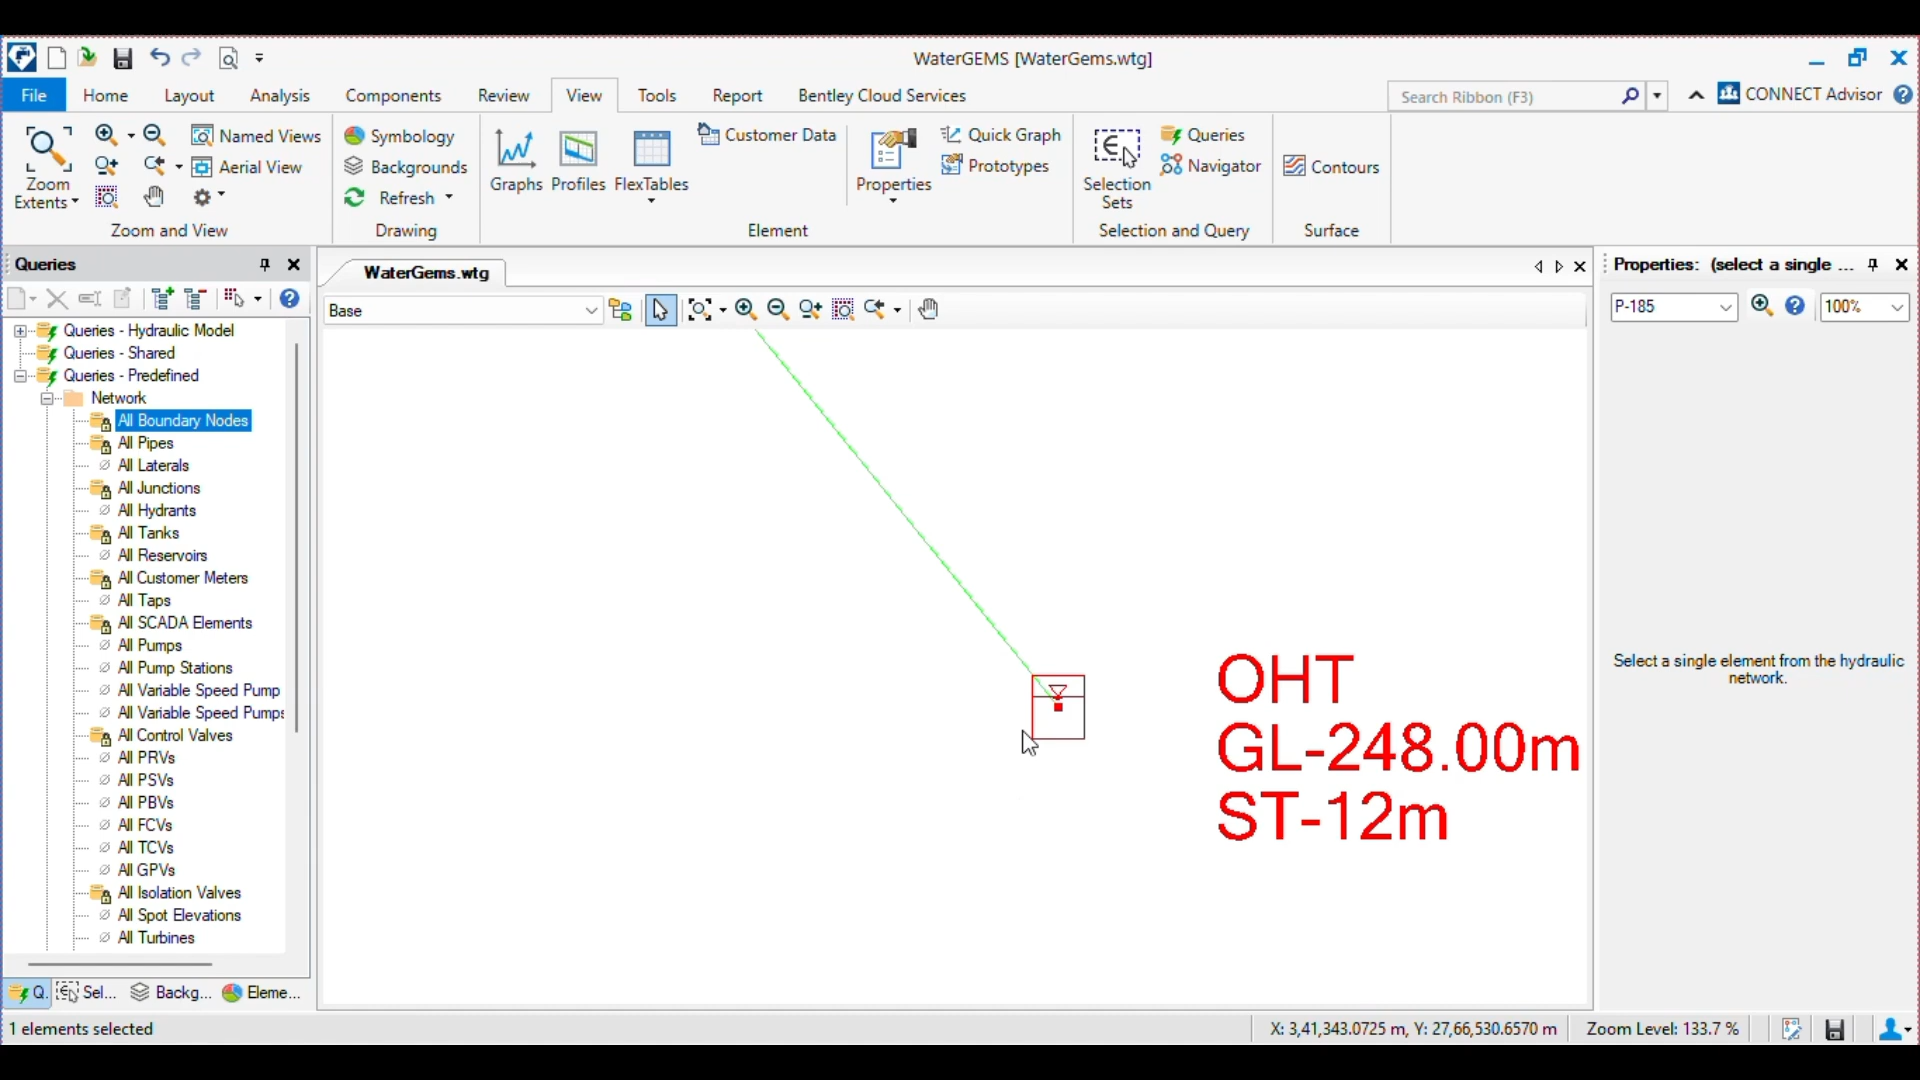 WaterGEMS [WaterGems.wtg]
File Home Layout Analysis Components Review View Tools Report Bentley Cloud Services Search Ribbon (F3) CONNECT Advisor
Zoom Extents
Named Views
Aerial View
Zoom and View
Symbology
Backgrounds
Refresh
Drawing
Graphs Profiles FlexTables
Customer Data
Properties
Quick Graph
Prototypes
Element
Selection Sets
Queries
Navigator
Selection and Query
Contours
Surface
Queries
Queries - Hydraulic Model
Queries - Shared
Queries - Predefined
Network
All Boundary Nodes
All Pipes
All Laterals
All Junctions
All Hydrants
All Tanks
All Reservoirs
All Customer Meters
All Taps
All SCADA Elements
All Pumps
All Pump Stations
All Variable Speed Pump
All Variable Speed Pumps
All Control Valves
All PRVs
All PSVs
All PBVs
All FCVs
All TCVs
All GPVs
All Isolation Valves
All Spot Elevations
All Turbines
Q. Sel... Backg... Eleme...
WaterGems.wtg
Base
OHT
GL-248.00m
ST-12m
Properties: (select a single ...
P-185 100%
Select a single element from the hydraulic
network.
1 elements selected
X: 3,41,343.0725 m, Y: 27,66,530.6570 m Zoom Level: 133.7 %